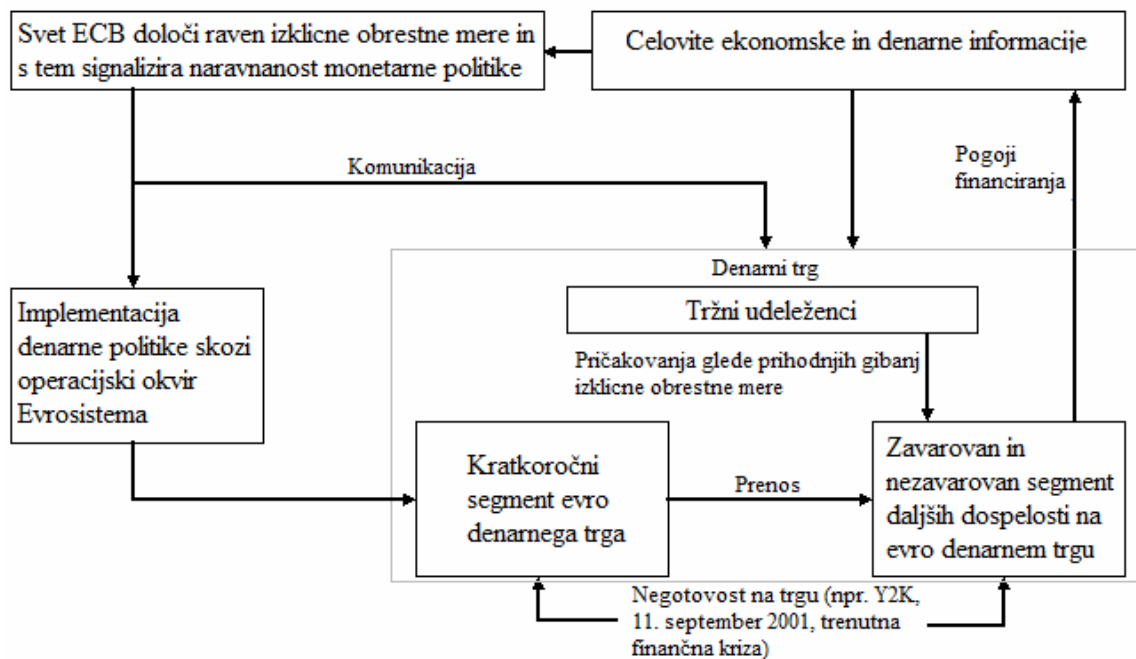 Svet ECB določi raven izklicne obrestne mere in
s tem signalizira naravnanost monetarne politike
Celovite ekonomske in denarne informacije
Komunikacija
Pogoji
financiranja
Denarni trg
Tržni udeleženci
Implementacija
denarne politike skozi
operacijski okvir
Evrosistema
Pričakovanja glede prihodnjih gibanj
izklicne obrestne mere
Kratkoročni
segment evro
denarnega trga
Prenos
Zavarovan in
nezavarovan segment
daljših dospelosti na
evro denarnem trgu
Negotovost na trgu (npr. Y2K,
11. september 2001, trenutna
finančna kriza)